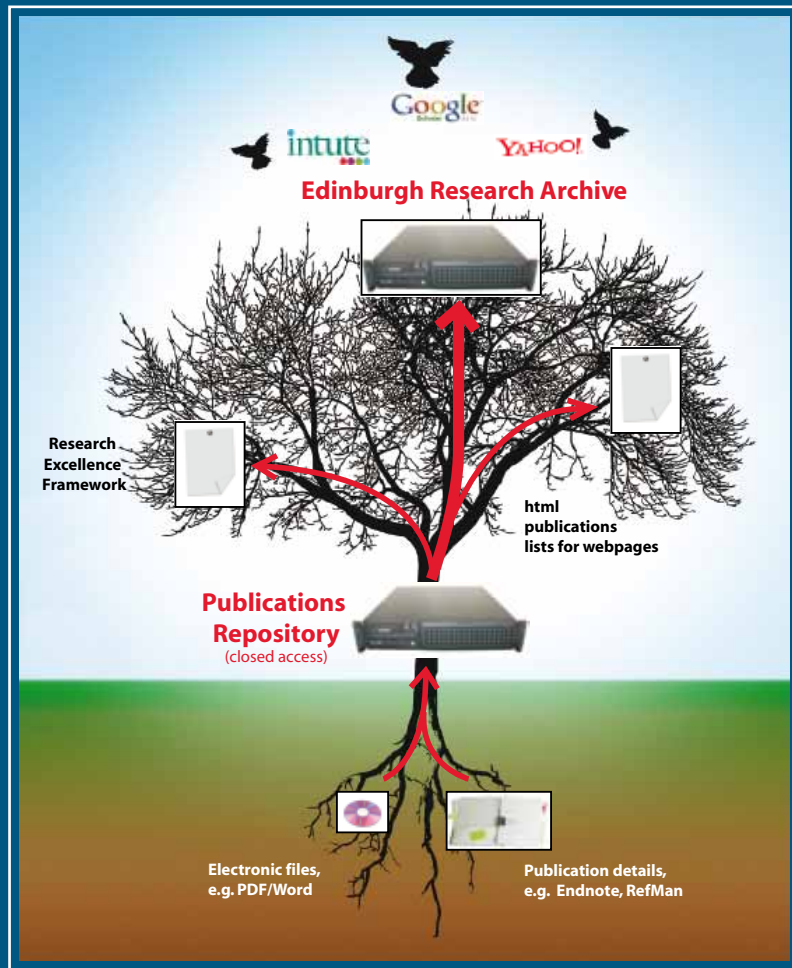 Google
intute
YAHOO!
Edinburgh Research Archive
Research
Excellence
Framework
html
publications
lists for webpages
Publications
Repository
(closed access)
Electronic files,
e.g. PDF/Word
Publication details,
e.g. Endnote, RefMan